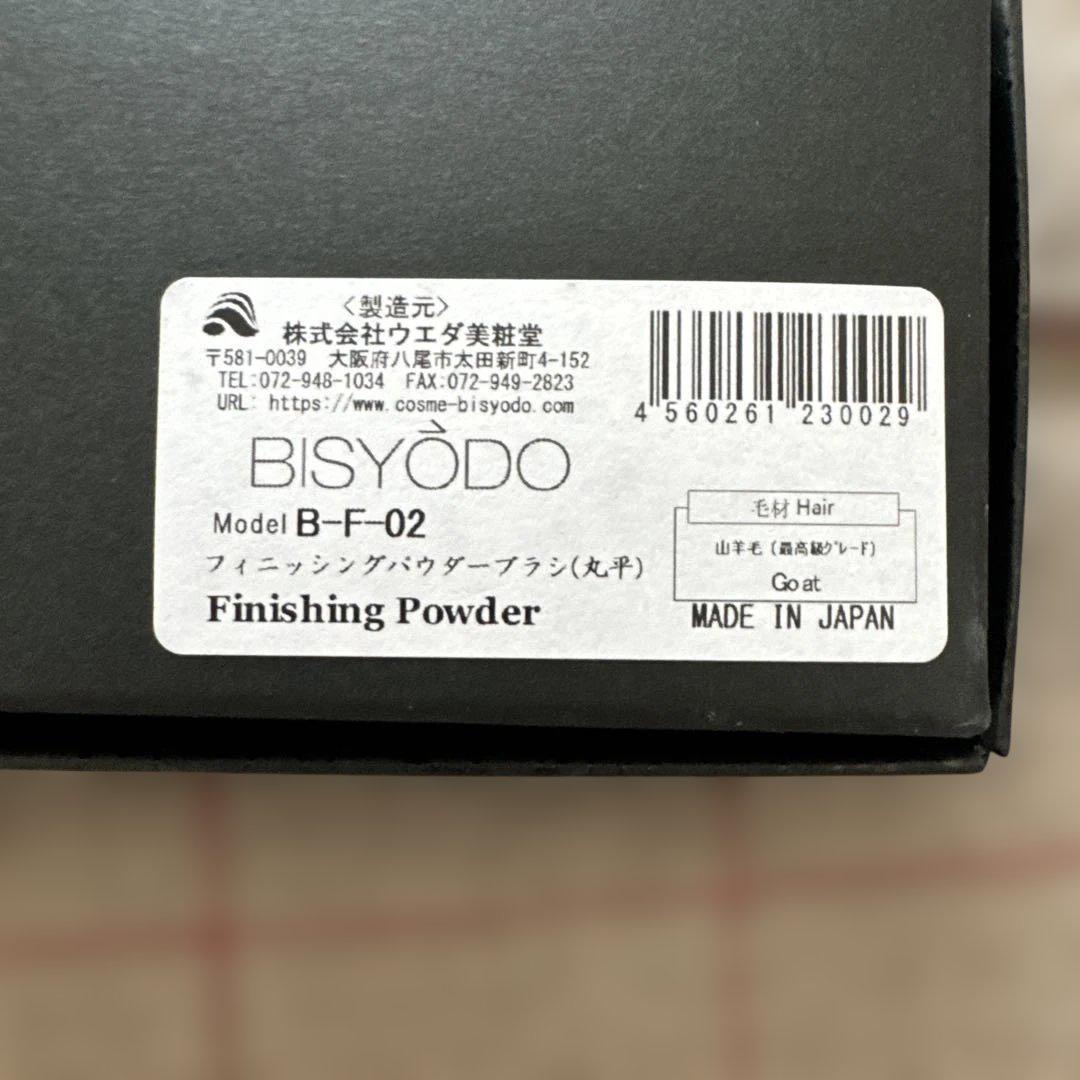 〈製造元〉
株式会社ウエダ美粧堂
〒581-0039 大阪府八尾市太田新町4-152
TEL:072-948-1034 FAX:072-949-2823
URL: https://www.cosme-bisyodo.com
BISYŌDO
Model B-F-02
フィニッシングパウダーブラシ(丸平)
Finishing Powder
4 560261 230029
毛材 Hair
山羊毛(最高級グレード)
Goat
MADE IN JAPAN